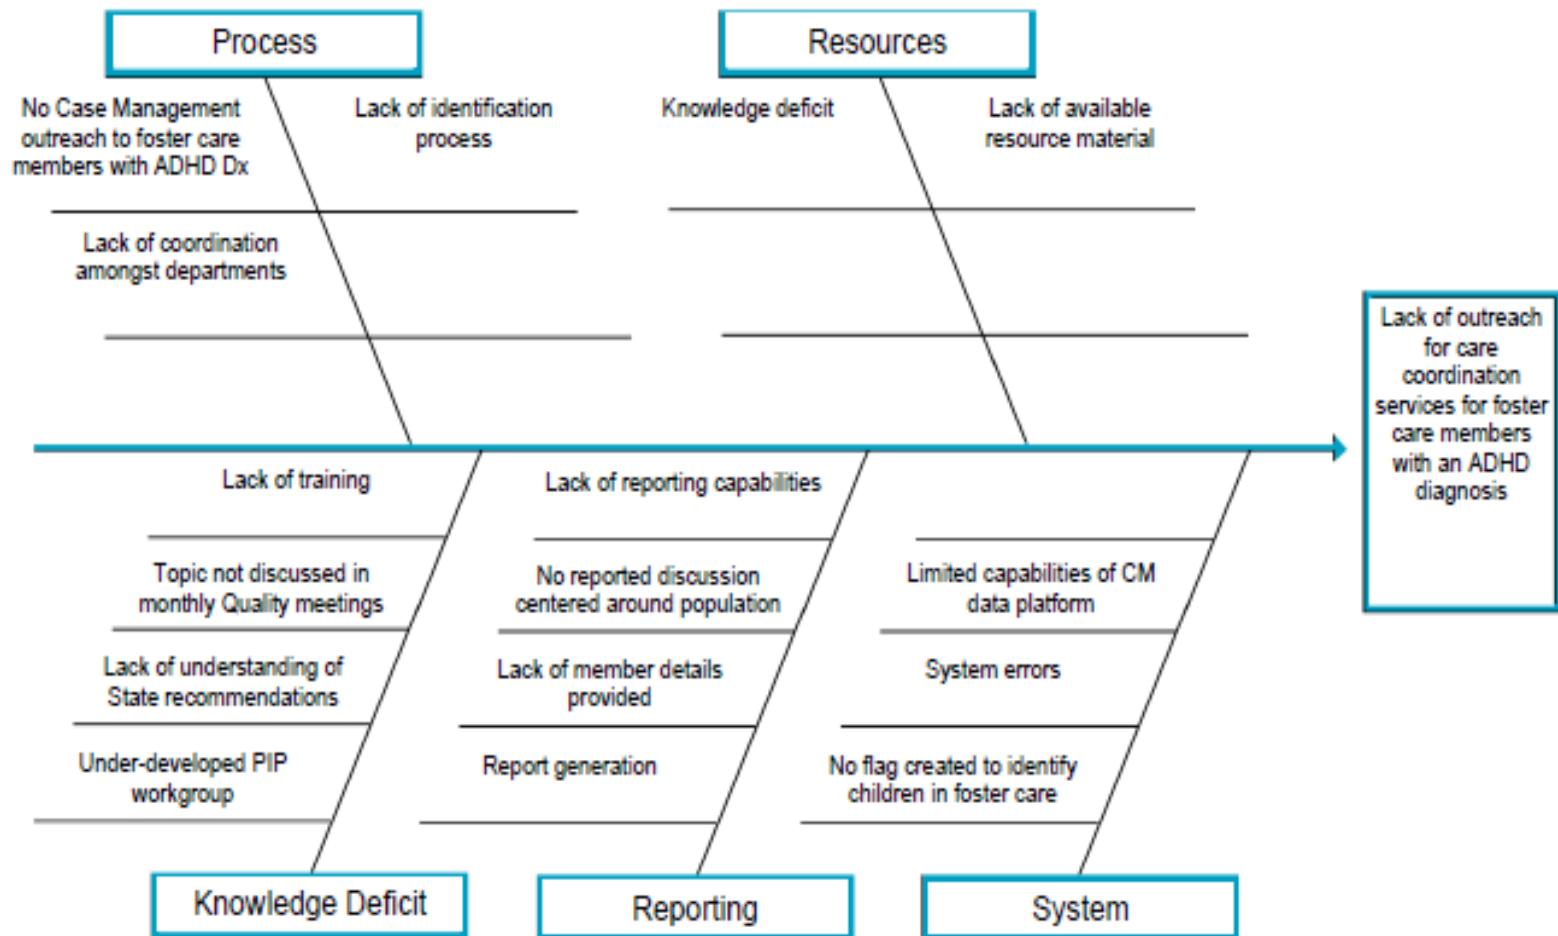 Process
Resources
No Case Management
outreach to foster care
members with ADHD Dx
Lack of identification
process
Knowledge deficit
Lack of available
resource material
Lack of coordination
amongst departments
Lack of outreach
for care
coordination
services for foster
care members
with an ADHD
diagnosis
Lack of training
Topic not discussed in
monthly Quality meetings
Lack of understanding of
State recommendations
Under-developed PIP
workgroup
Lack of reporting capabilities
No reported discussion
centered around population
Lack of member details
provided
Report generation
Limited capabilities of CM
data platform
System errors
No flag created to identify
children in foster care
Knowledge Deficit
Reporting
System